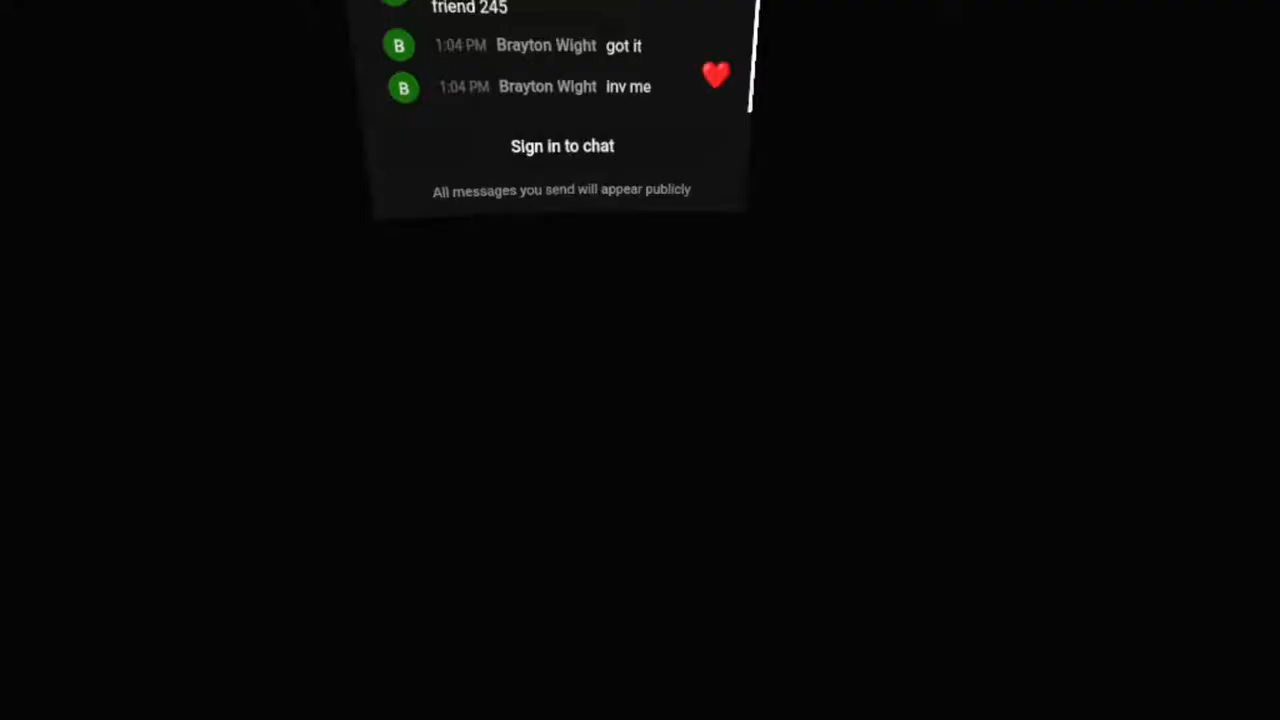 friend 245
B 1:04 PM Brayton Wight got it
B 1:04 PM Brayton Wight inv me
Sign in to chat
All messages you send will appear publicly